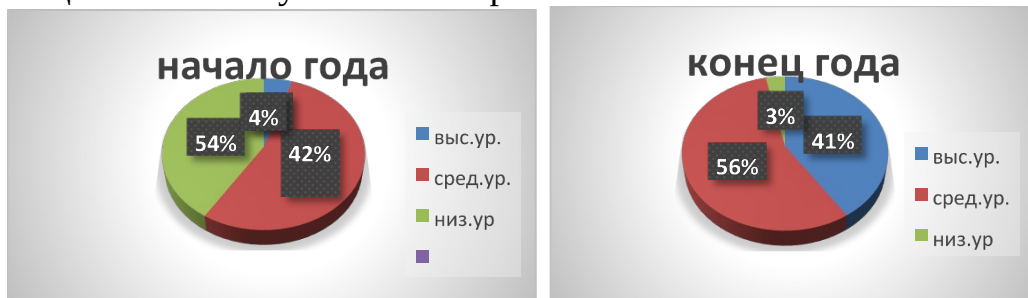 начало года
4%
54%
42%
выс.ур.
сред.ур.
низ.ур
конец года
3%
41%
56%
выс.ур.
сред.ур.
низ.ур